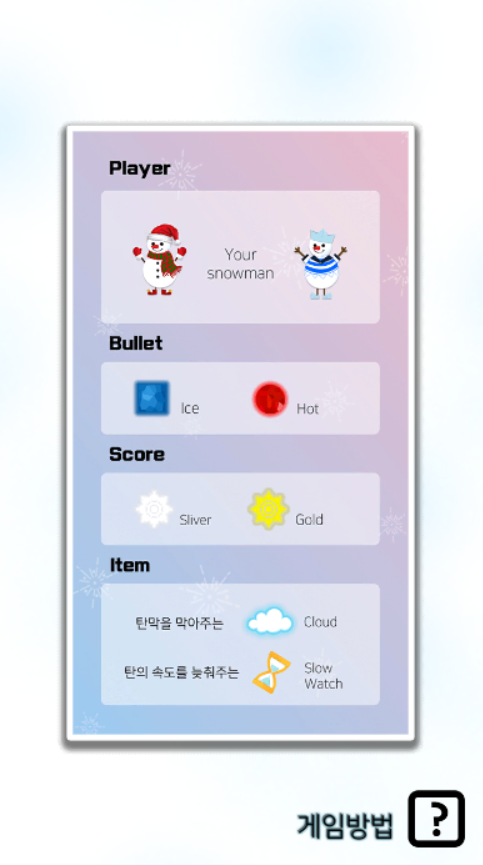 Player
Your
snowman
Bullet
Ice
Hot
Score
Sliver
Gold
Item
탄막을 막아주는
Cloud
탄의 속도를 늦춰주는
Slow
Watch
게임방법
?